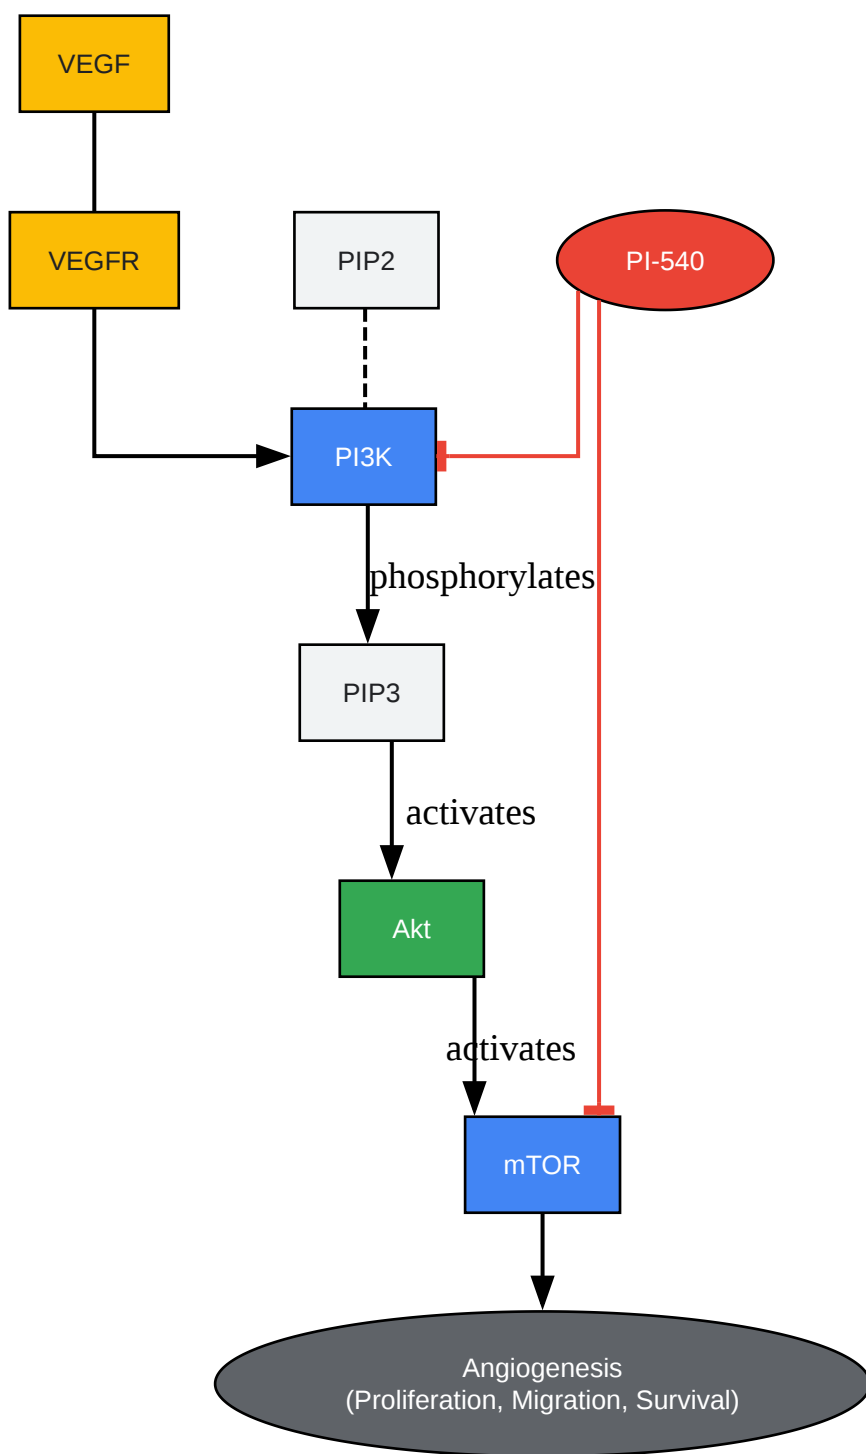 VEGF
VEGFR
PIP2
PI-540
PI3K
phosphorylates
PIP3
activates
Akt
activates
mTOR
Angiogenesis
(Proliferation, Migration, Survival)